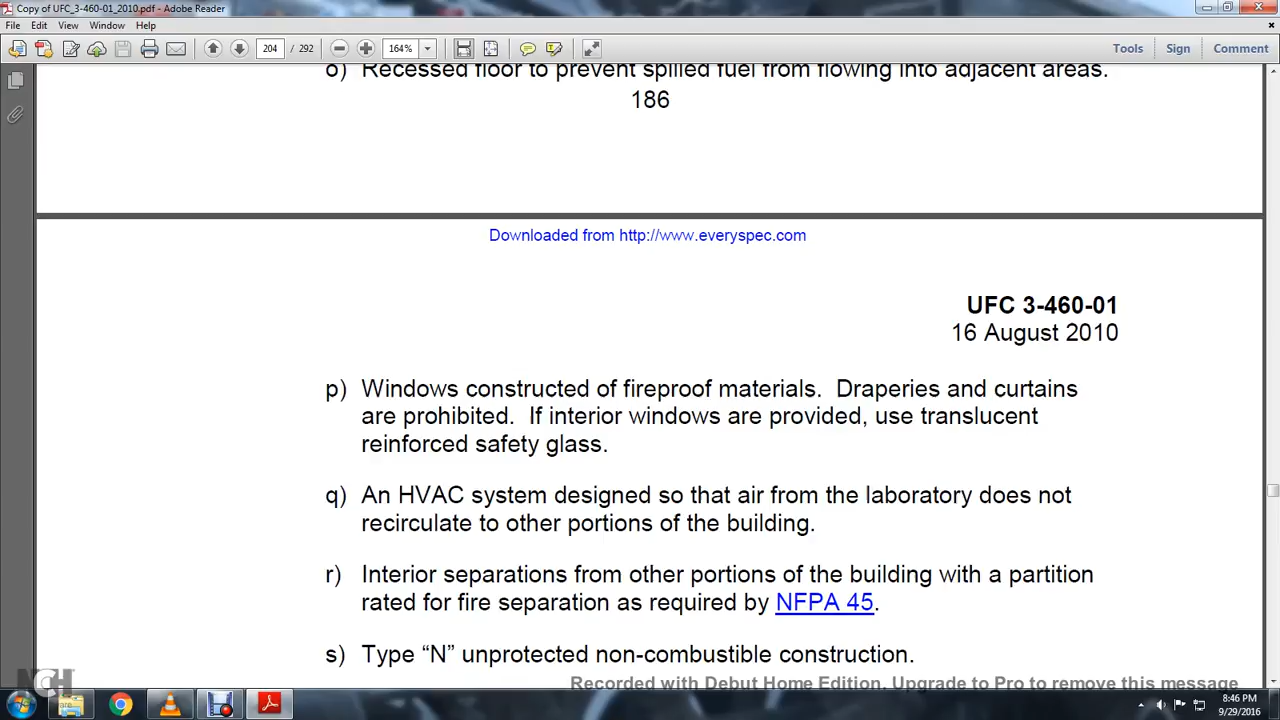 Copy of UFC_3-460-01_2010.pdf - Adobe Reader
File Edit View Window Help
204 / 292 164% Tools Sign Comment
o) Recessed floor to prevent spilled fuel from flowing into adjacent areas.
186
Downloaded from http://www.everyspec.com
UFC 3-460-01
16 August 2010
p) Windows constructed of fireproof materials. Draperies and curtains
are prohibited. If interior windows are provided, use translucent
reinforced safety glass.
q) An HVAC system designed so that air from the laboratory does not
recirculate to other portions of the building.
r) Interior separations from other portions of the building with a partition
rated for fire separation as required by NFPA 45.
s) Type “N” unprotected non-combustible construction.
Recorded with Debut Home Edition. Upgrade to Pro to remove this message
NCH
8:46 PM
9/29/2016